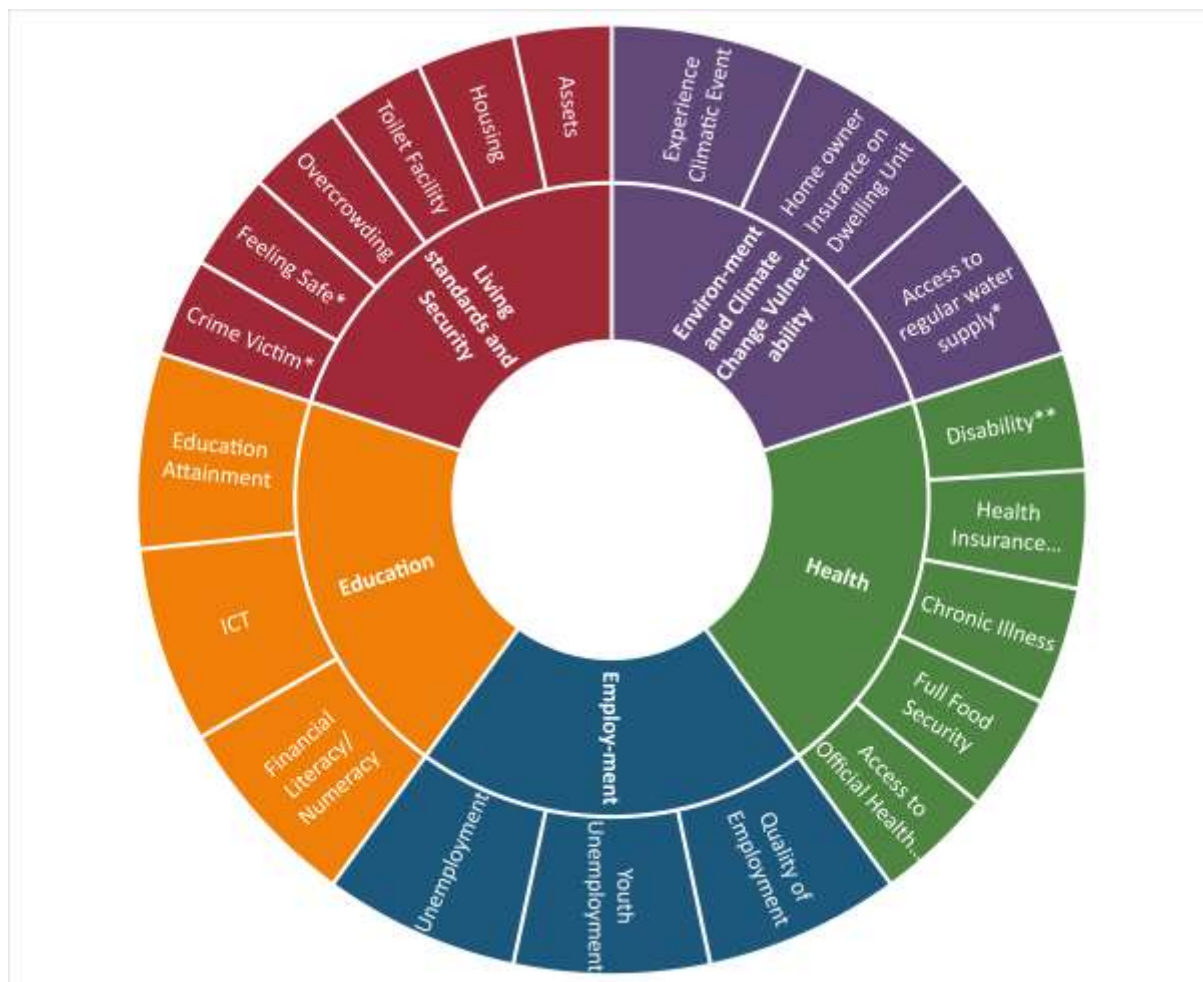 Assets
Housing
Toilet Facility
Overcrowding
Feeling Safe*
Crime Victim*
Living
standards and
Security
Experience
Climatic Event
Home owner
Insurance on
Dwelling Unit
Access to
regular water
supply*
Environ-ment
and Climate
Change Vulner-
ability
Disability**
Health
Insurance...
Chronic Illness
Full Food
Security
Access to
Official Health...
Health
Quality of
Employment
Youth
Unemployment
Unemployment
Employ-ment
Financial
Literacy/
Numeracy
ICT
Education
Attainment
Education